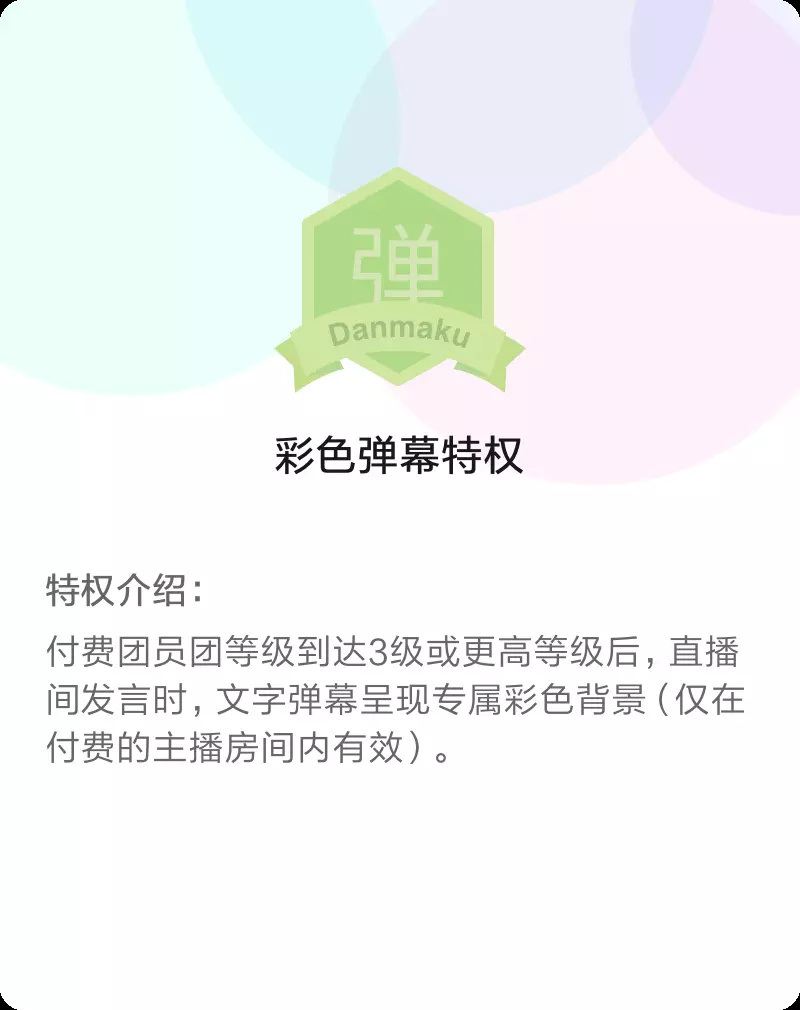 弹
Danmaku
彩色弹幕特权
特权介绍：
付费团员团等级到达3级或更高等级后，直播
间发言时，文字弹幕呈现专属彩色背景（仅在
付费的主播房间内有效）。